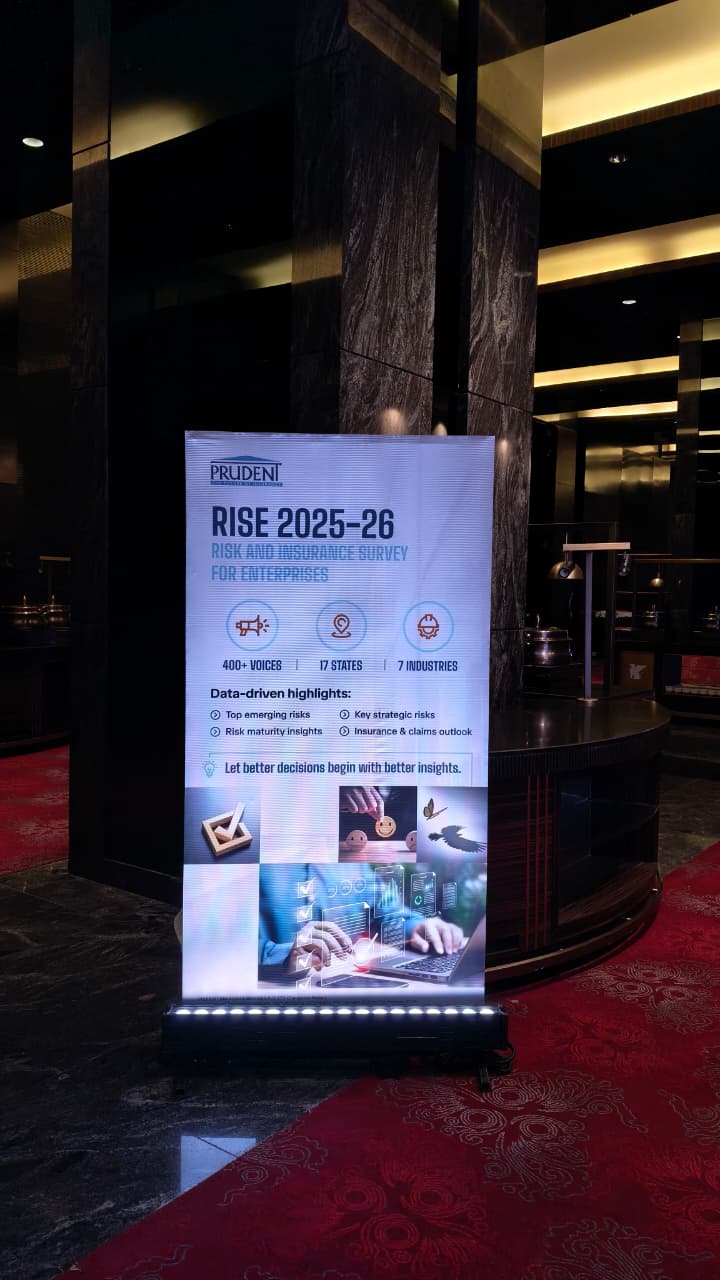 PRUDENT
RISE 2025-26
RISK AND INSURANCE SURVEY
FOR ENTERPRISES
400+ VOICES | 17 STATES | 7 INDUSTRIES
Data-driven highlights:
Top emerging risks
Key strategic risks
Risk maturity insights
Insurance & claims outlook
Let better decisions begin with better insights.